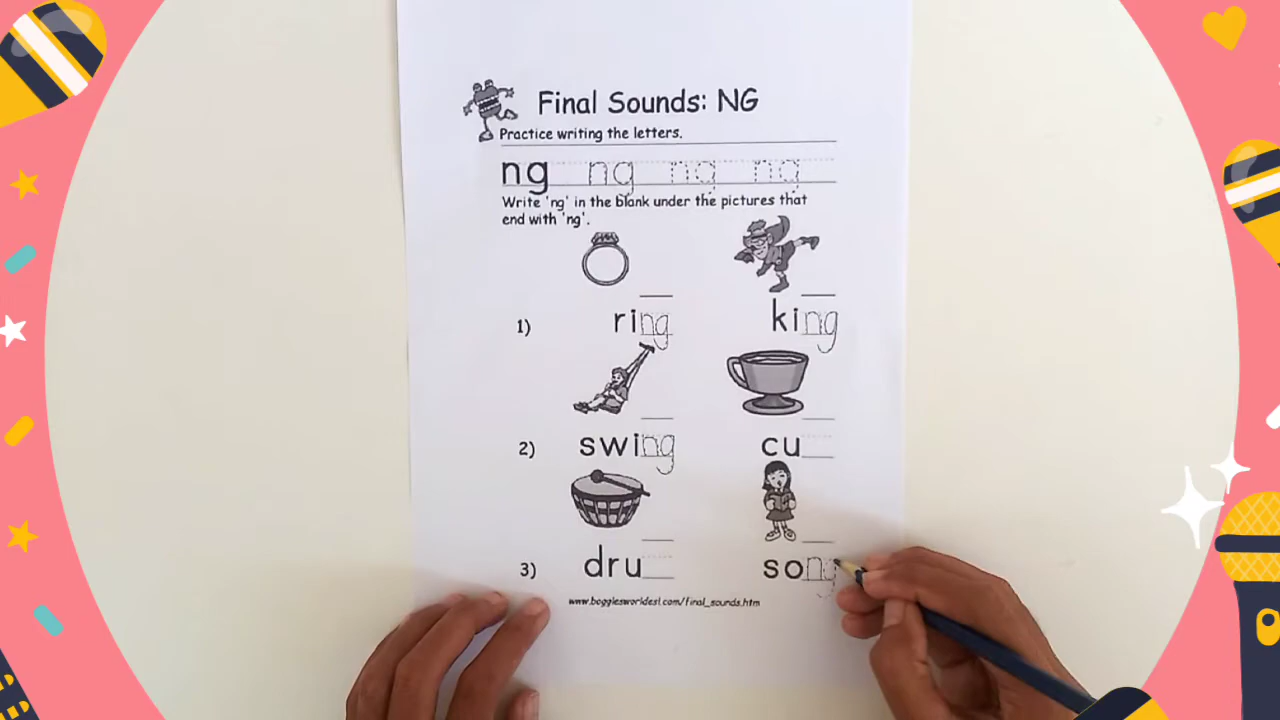 Final Sounds: NG
Practice writing the letters.
ng ng ng ng
Write 'ng' in the blank under the pictures that
end with 'ng'.
1) ring king
2) swing cu
3) dru song
www.bogglesworldesl.com/final_sounds.htm